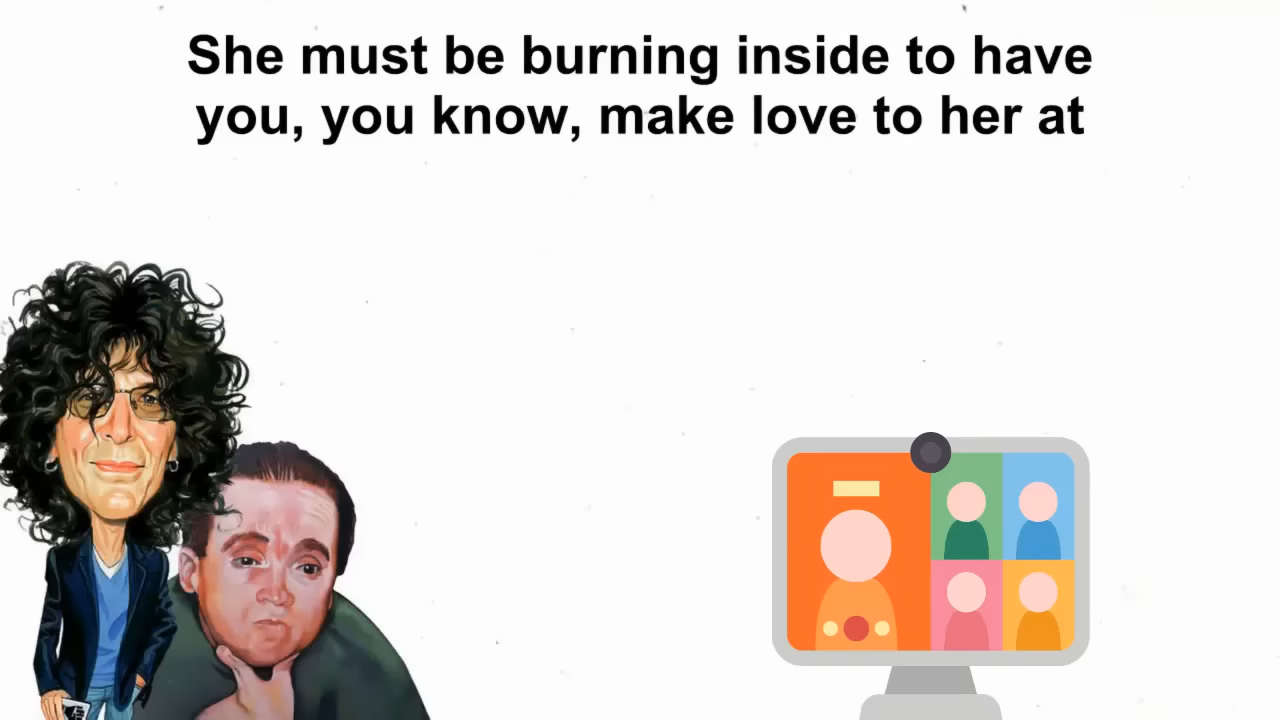 She must be burning inside to have
you, you know, make love to her at